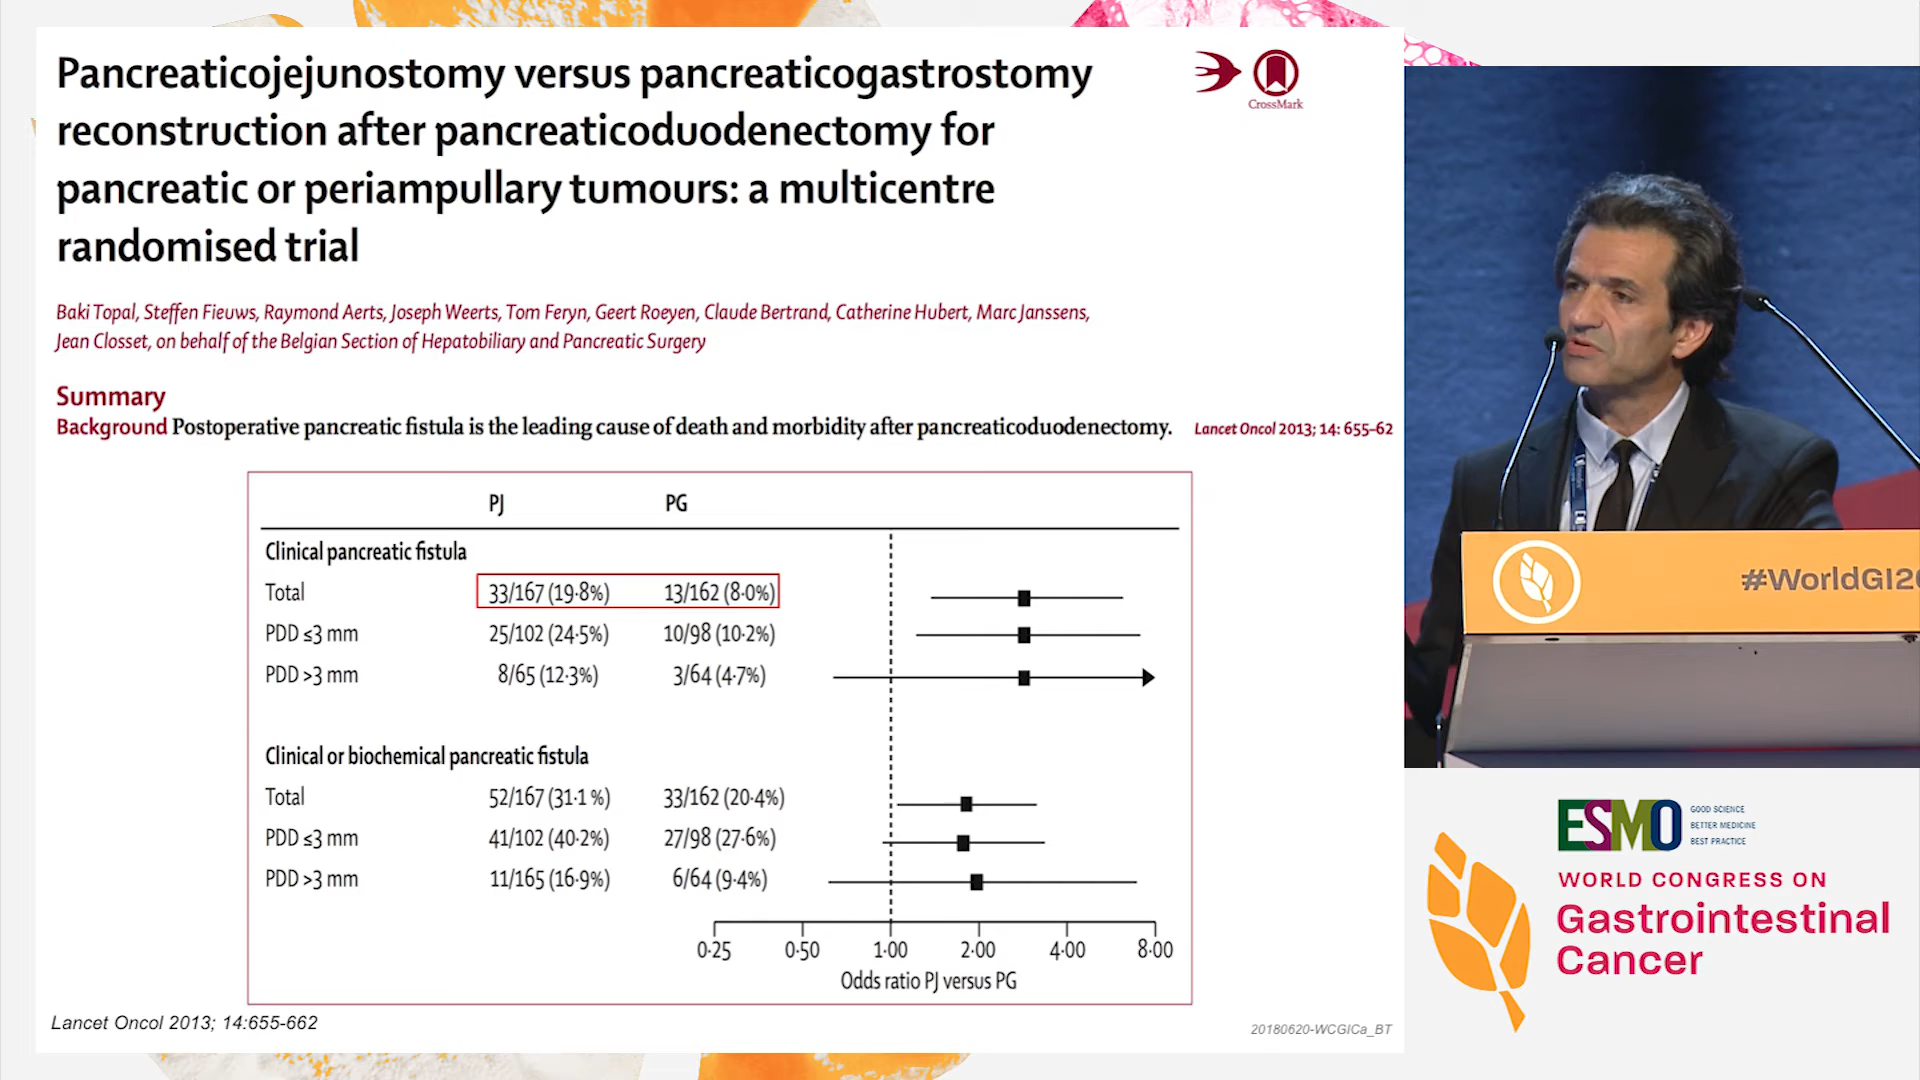 Pancreaticojejunostomy versus pancreaticogastrostomy
reconstruction after pancreaticoduodenectomy for
pancreatic or periampullary tumours: a multicentre
randomised trial
CrossMark
Baki Topal, Steffen Fieuws, Raymond Aerts, Joseph Weerts, Tom Feryn, Geert Roeyen, Claude Bertrand, Catherine Hubert, Marc Janssens,
Jean Closset, on behalf of the Belgian Section of Hepatobiliary and Pancreatic Surgery
Summary
Background Postoperative pancreatic fistula is the leading cause of death and morbidity after pancreaticoduodenectomy.
Lancet Oncol 2013; 14: 655-62
PJ PG
Clinical pancreatic fistula
Total 33/167 (19·8%) 13/162 (8·0%)
PDD ≤3 mm 25/102 (24·5%) 10/98 (10·2%)
PDD >3 mm 8/65 (12·3%) 3/64 (4·7%)
Clinical or biochemical pancreatic fistula
Total 52/167 (31·1 %) 33/162 (20·4%)
PDD ≤3 mm 41/102 (40·2%) 27/98 (27·6%)
PDD >3 mm 11/165 (16·9%) 6/64 (9·4%)
0·25 0·50 1·00 2·00 4·00 8·00
Odds ratio PJ versus PG
Lancet Oncol 2013; 14:655-662
20180620-WCGICa_BT
#WorldGI20
ESMO
GOOD SCIENCE
BETTER MEDICINE
BEST PRACTICE
WORLD CONGRESS ON
Gastrointestinal
Cancer